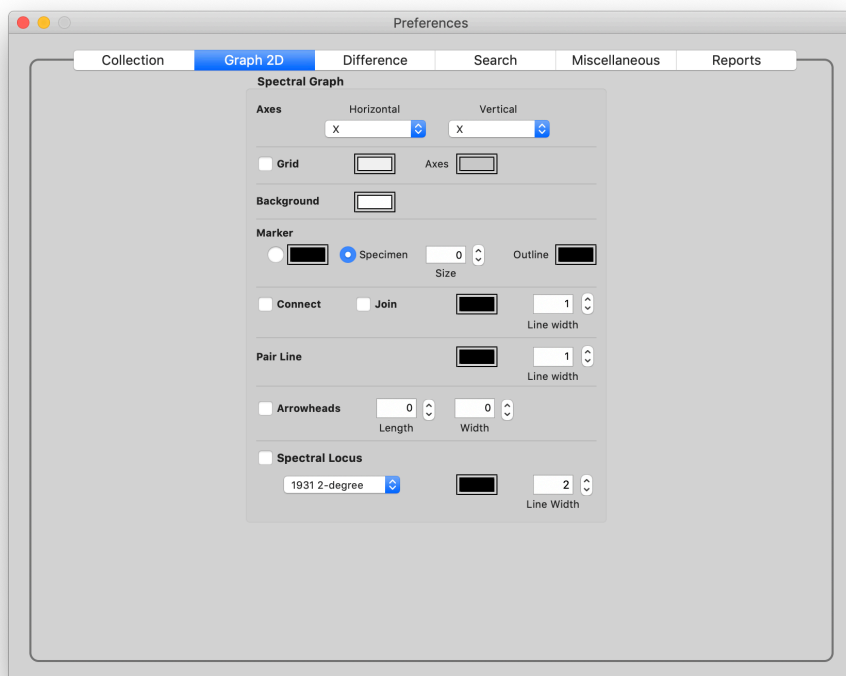 Preferences
Collection Graph 2D Difference Search Miscellaneous Reports
Spectral Graph
Axes Horizontal Vertical
X X
Grid Axes
Background
Marker
Specimen 0 Outline
Size
Connect Join 1
Line width
Pair Line 1
Line width
Arrowheads 0 0
Length Width
Spectral Locus
1931 2-degree 2
Line Width